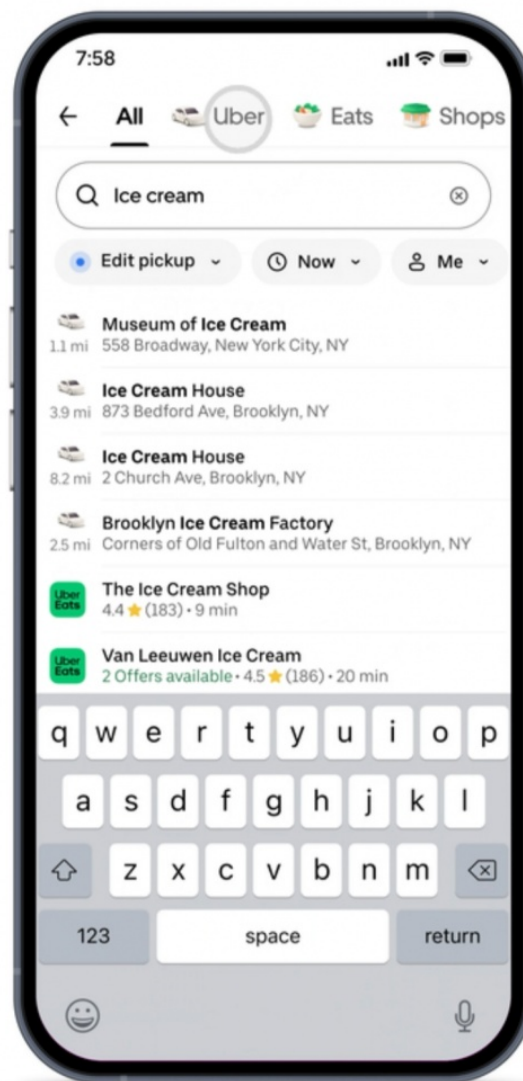 7:58
All Uber Eats Shops
Ice cream
Edit pickup Now Me
Museum of Ice Cream
1.1 mi 558 Broadway, New York City, NY
Ice Cream House
3.9 mi 873 Bedford Ave, Brooklyn, NY
Ice Cream House
8.2 mi 2 Church Ave, Brooklyn, NY
Brooklyn Ice Cream Factory
2.5 mi Corners of Old Fulton and Water St, Brooklyn, NY
Uber Eats The Ice Cream Shop
4.4 ★ (183) • 9 min
Uber Eats Van Leeuwen Ice Cream
2 Offers available • 4.5 ★ (186) • 20 min
q w e r t y u i o p
a s d f g h j k l
z x c v b n m
123 space return